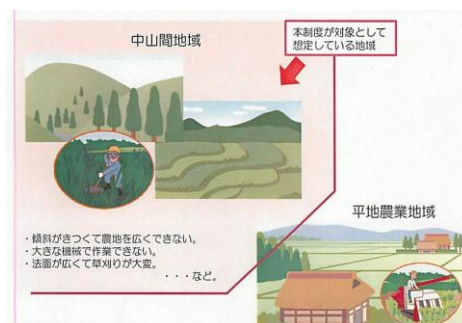 中山間地域
本制度が対象として
想定している地域
・傾斜がきつくて農地を広くできない。
・大きな機械で作業できない。
・法面が広くて草刈りが大変。
・・・など。
平地農業地域